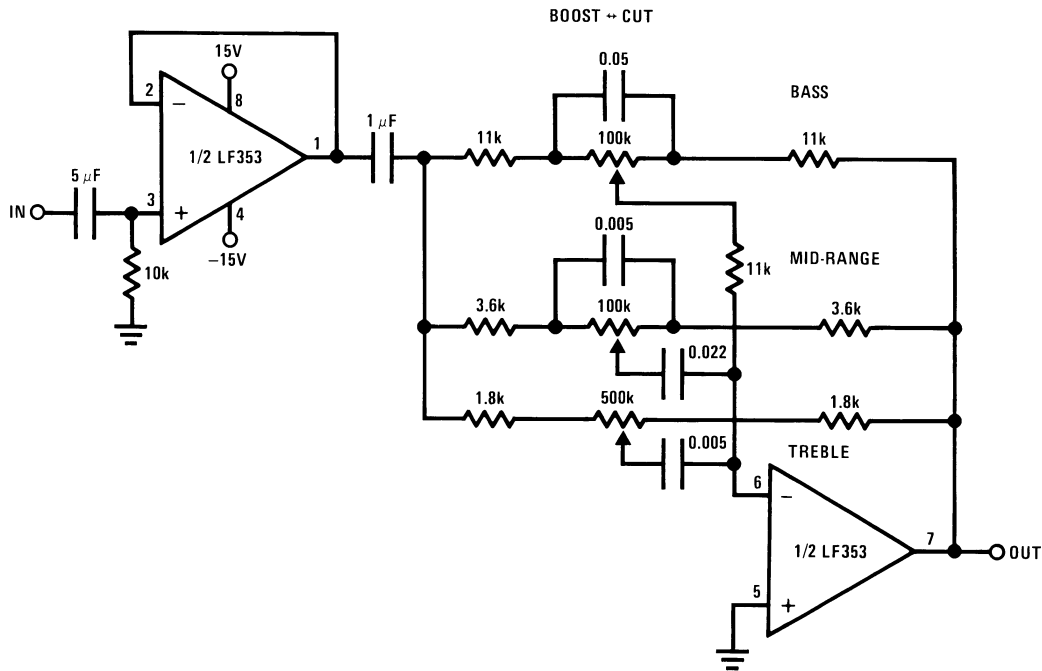 BOOST ↔ CUT
15V
0.05
BASS
2
−
8
1 μF
11k
100k
11k
1/2 LF353
1
5 μF
IN
3
+
4
−15V
10k
0.005
11k
MID-RANGE
3.6k
100k
3.6k
0.022
1.8k
500k
1.8k
0.005
TREBLE
6
−
1/2 LF353
7
OUT
5
+